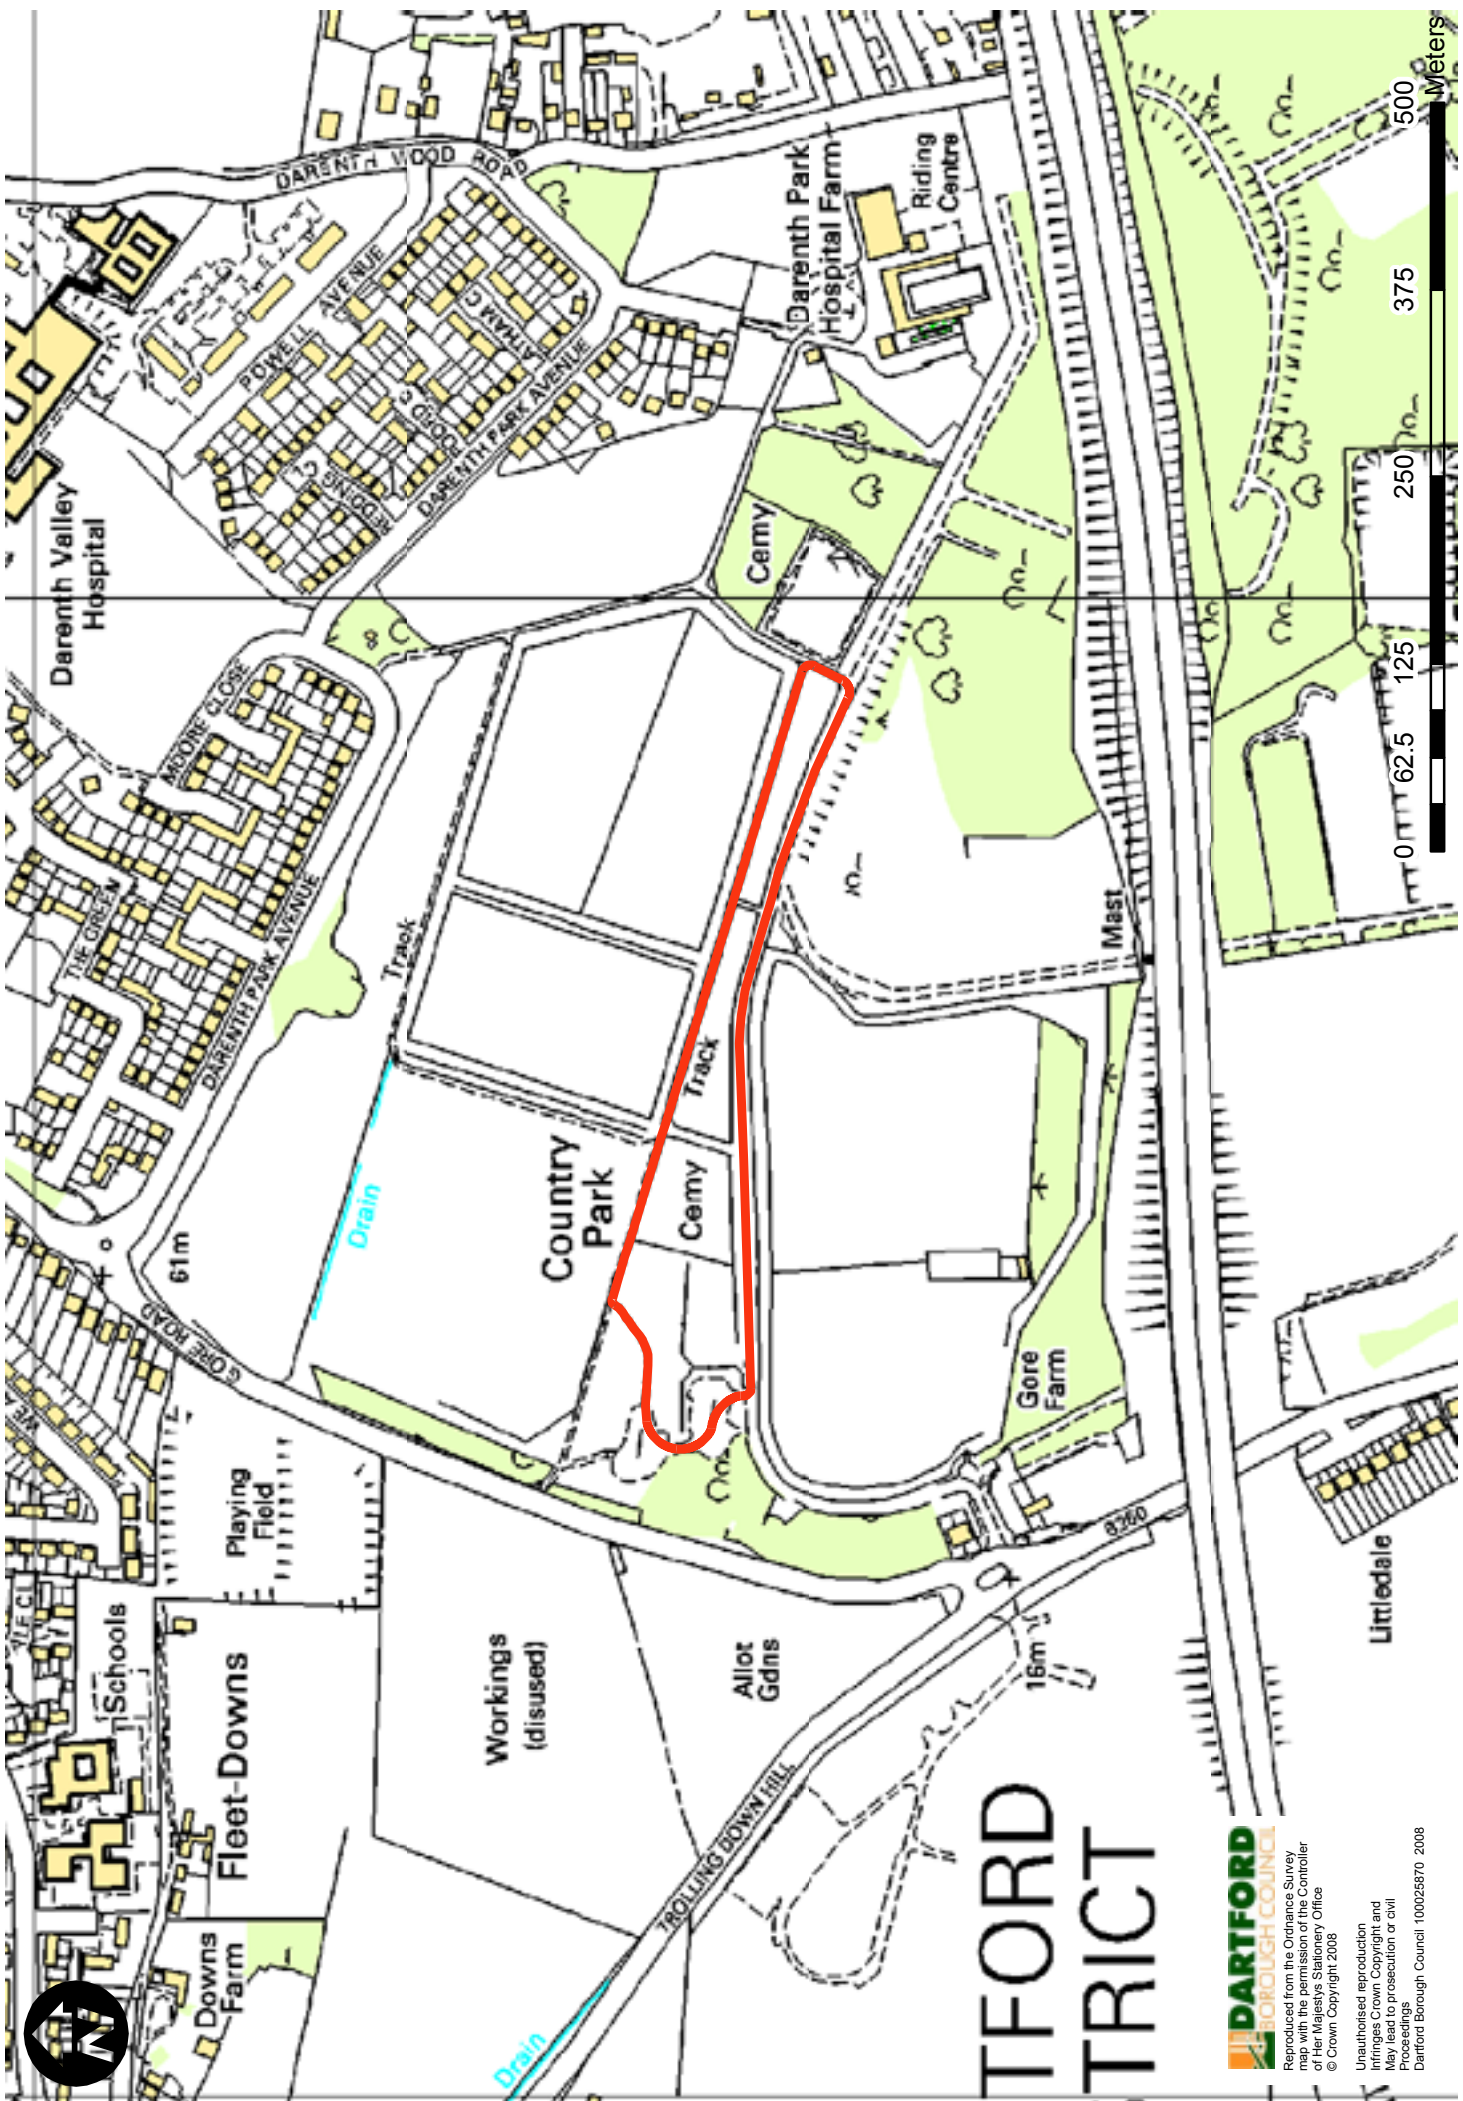 Darenth Valley
Hospital
DARENTH WOOD ROAD
POWELL AVENUE
DARENTH PARK AVENUE
Darenth Park
Hospital Farm
Riding
Centre
MOORE CLOSE
THE GREEN
DARENTH PARK AVENUE
Cemy
Track
Track
Country
Park
Cemy
Drain
61m
GORE ROAD
Mast
Gore
Farm
Playing
Field
Schools
Fleet-Downs
Downs
Farm
Workings
(disused)
Allot
Gdns
16m
Littledale
TROLLING DOWN HILL
Drain
TFORD
TRICT
N
0 62.5 125 250 375 500
Meters
DARTFORD
BOROUGH COUNCIL
Reproduced from the Ordnance Survey
map with the permission of the Controller
of Her Majestys Stationery Office
© Crown Copyright 2008
Unauthorised reproduction
Infringes Crown Copyright and
May lead to prosecution or civil
Proceedings
Dartford Borough Council 100025870 2008